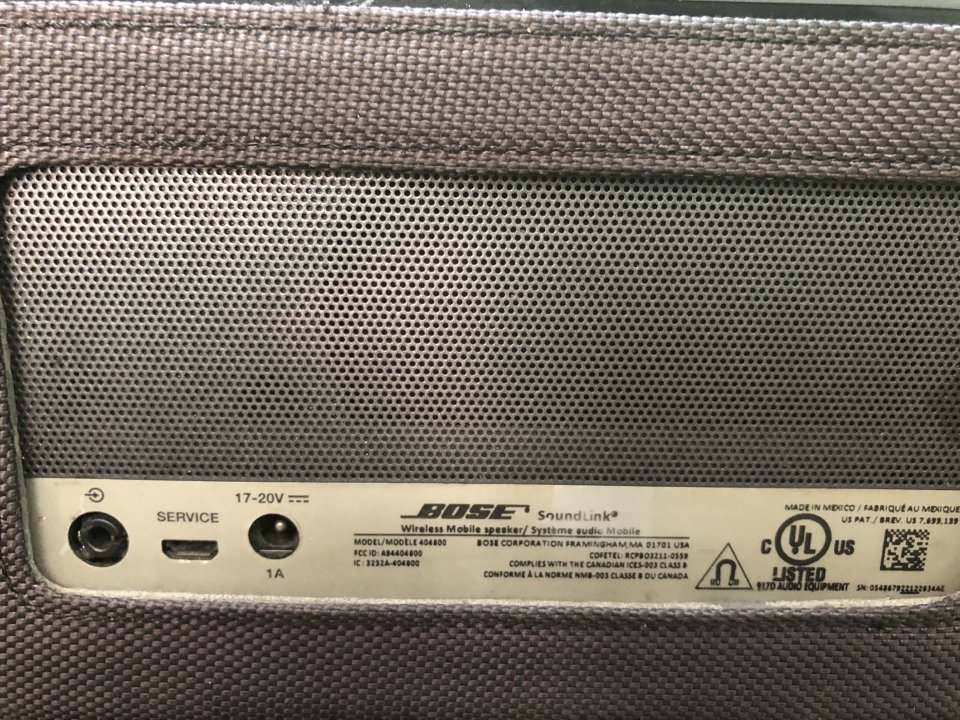 17-20V
SERVICE
1A
BOSE SoundLink®
Wireless Mobile speaker/ Système audio Mobile
MODEL/MODÈLE 404600
FCC ID: A94404600
IC: 3232A-404600
BOSE CORPORATION FRAMINGHAM, MA 01701 USA
COFETEL: RCPBO3211-0559
COMPLIES WITH THE CANADIAN ICES-003 CLASS B
CONFORME À LA NORME NMB-003 CLASSE B DU CANADA
MADE IN MEXICO / FABRIQUÉ AU MEXIQUE
US PAT. / BREV. US 7,699,139
C UL US
LISTED
917D AUDIO EQUIPMENT